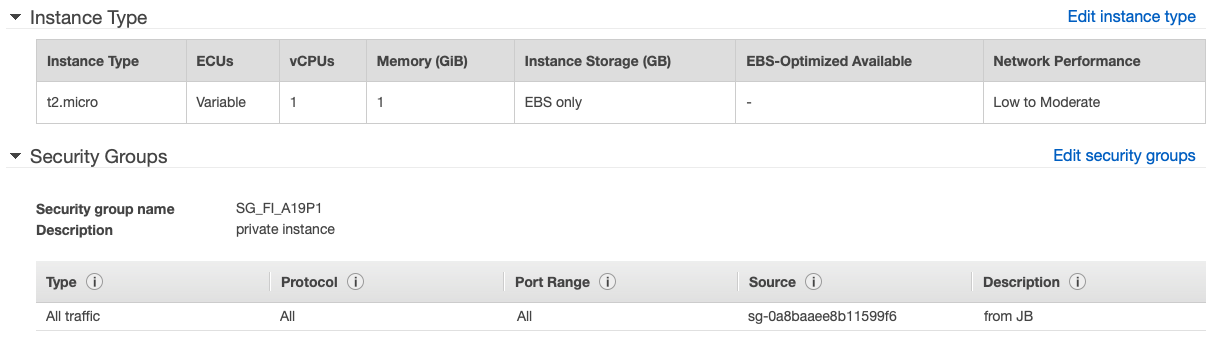 Instance Type Edit instance type
Instance Type ECUs vCPUs Memory (GiB) Instance Storage (GB) EBS-Optimized Available Network Performance
t2.micro Variable 1 1 EBS only - Low to Moderate
Security Groups Edit security groups
Security group name SG_FI_A19P1
Description private instance
Type i Protocol i Port Range i Source i Description i
All traffic All All sg-0a8baaee8b11599f6 from JB